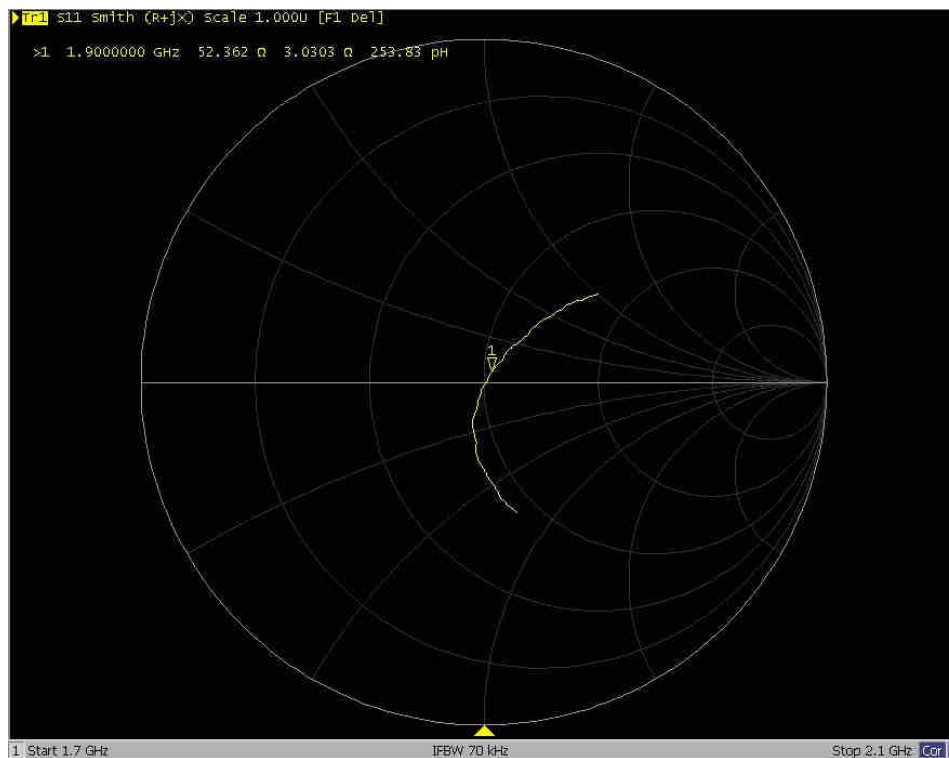 Tr1 S11 Smith (R+jX) Scale 1.000U [F1 Del]
>1 1.9000000 GHz 52.362 Ω 3.0303 Ω 253.83 pH
1
1 Start 1.7 GHz IFBW 70 kHz Stop 2.1 GHz Cor